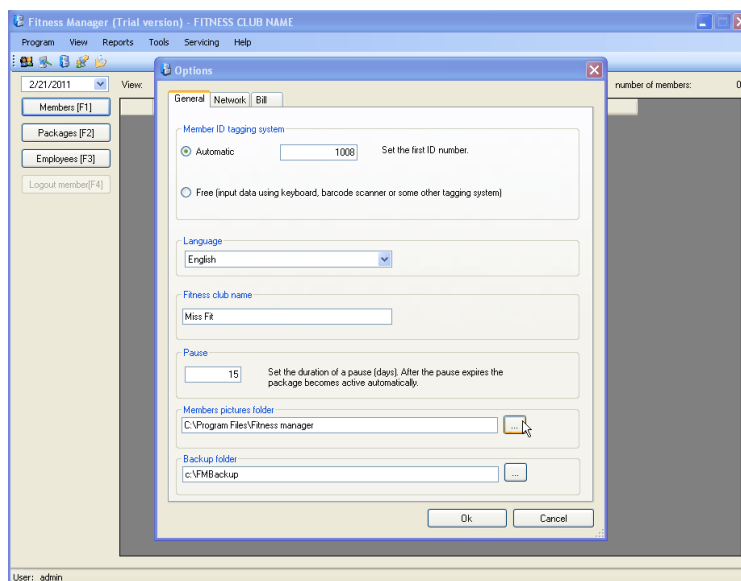 Fitness Manager (Trial version) - FITNESS CLUB NAME
Program View Reports Tools Servicing Help
2/21/2011 View: number of members: 0
Members [F1]
Packages [F2]
Employees [F3]
Logout member[F4]
Options
General Network Bill
Member ID tagging system
Automatic 1008 Set the first ID number.
Free (input data using keyboard, barcode scanner or some other tagging system)
Language
English
Fitness club name
Miss Fit
Pause
15 Set the duration of a pause (days). After the pause expires the
package becomes active automatically.
Members pictures folder
C:\Program Files\Fitness manager ...
Backup folder
c:\FMBackup ...
Ok Cancel
User: admin